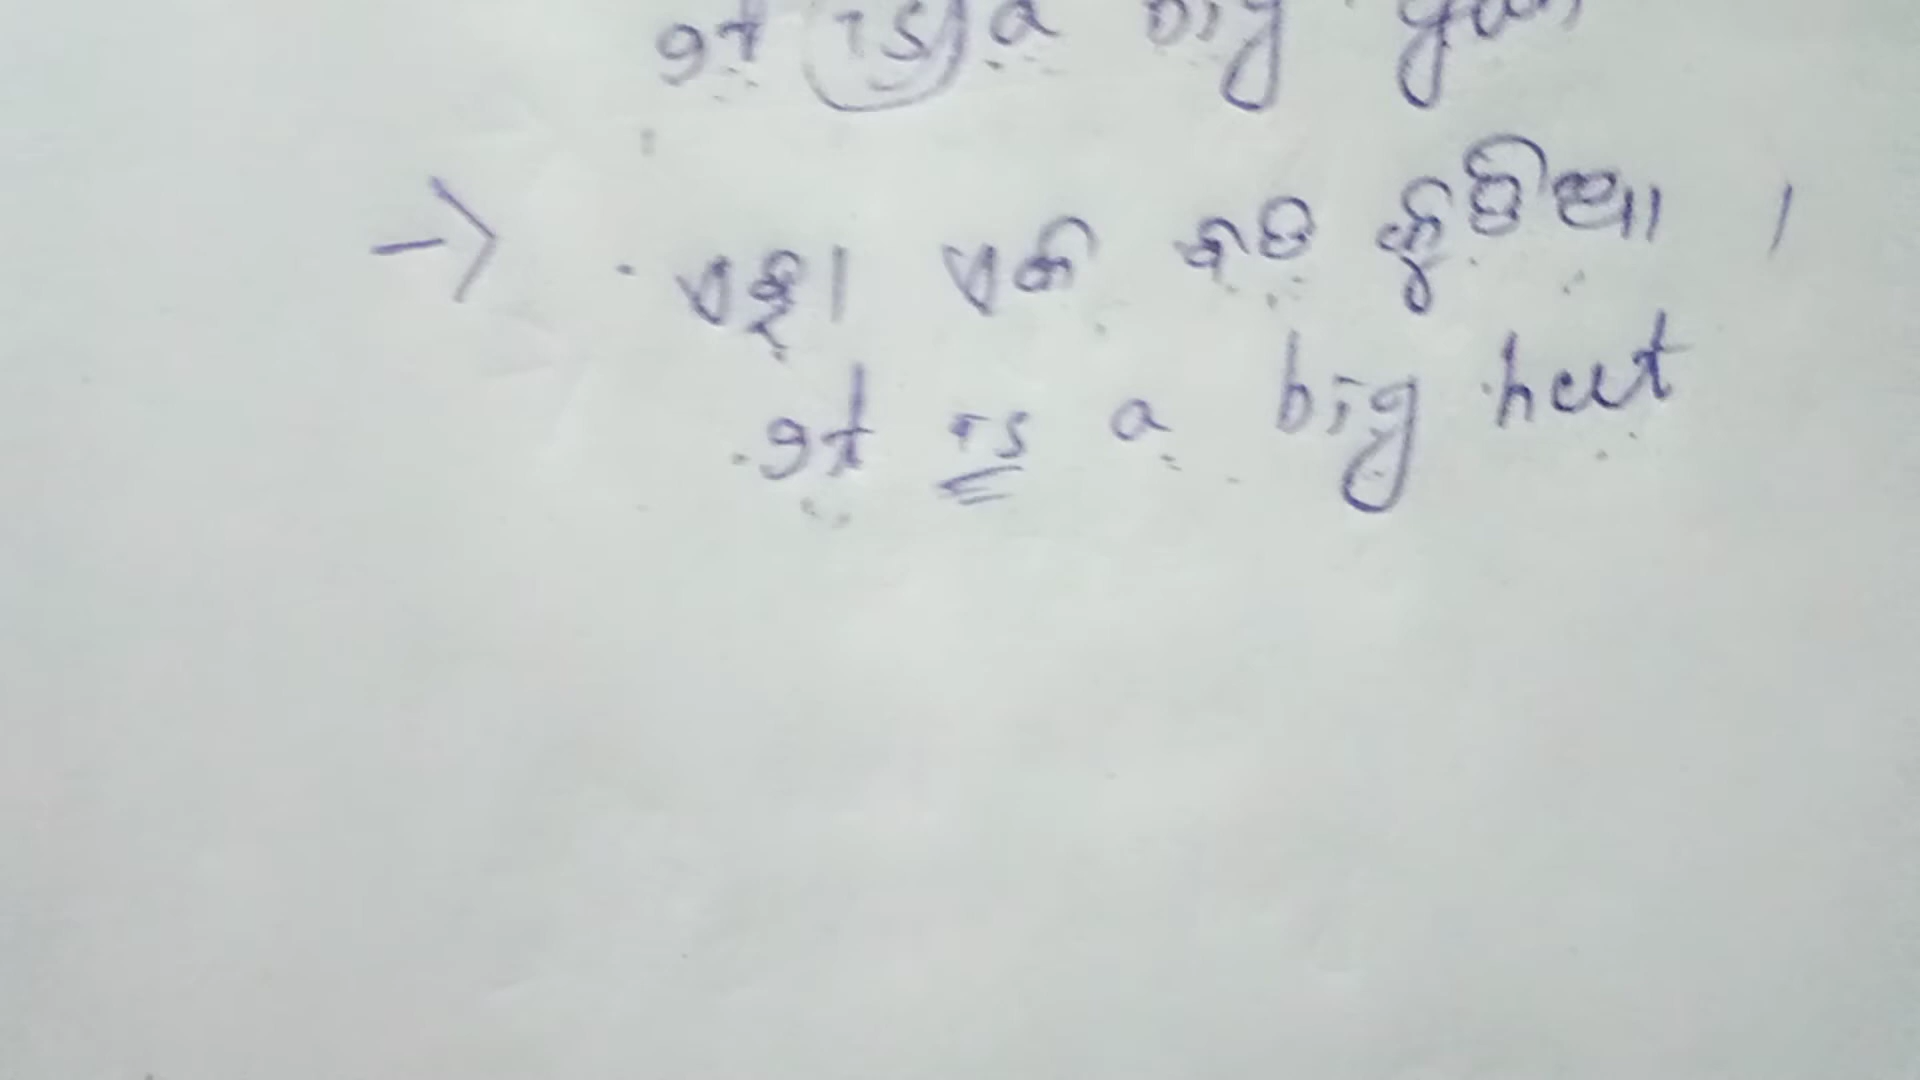 It is a big
→ ଏହା ଏକ ବଡ କୁଡିଆ ।
It is a big hut